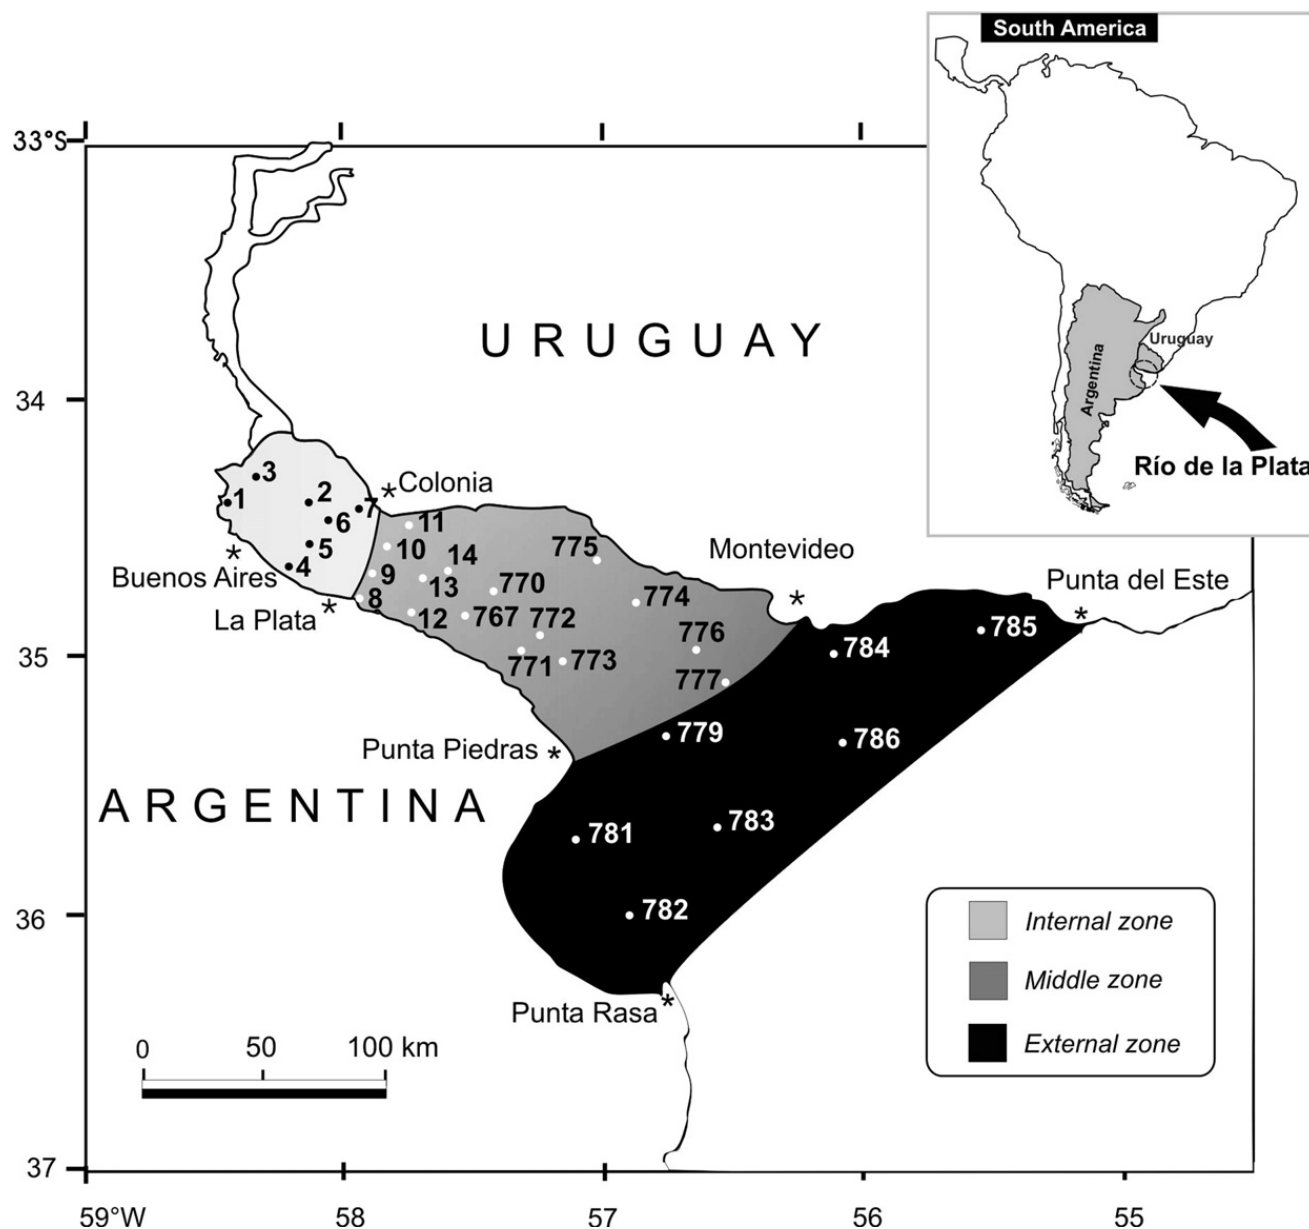 South America
33°S
URUGUAY
Uruguay
Argentina
34
Río de la Plata
3
Colonia
1
2
7
6
11
5
10
14
775
Montevideo
4
Buenos Aires
9
13
770
774
Punta del Este
8
La Plata
12
767
772
776
784
785
35
771
773
777
779
786
Punta Piedras
ARGENTINA
781
783
36
782
Internal zone
Middle zone
Punta Rasa
External zone
0
50
100 km
37
59°W
58
57
56
55